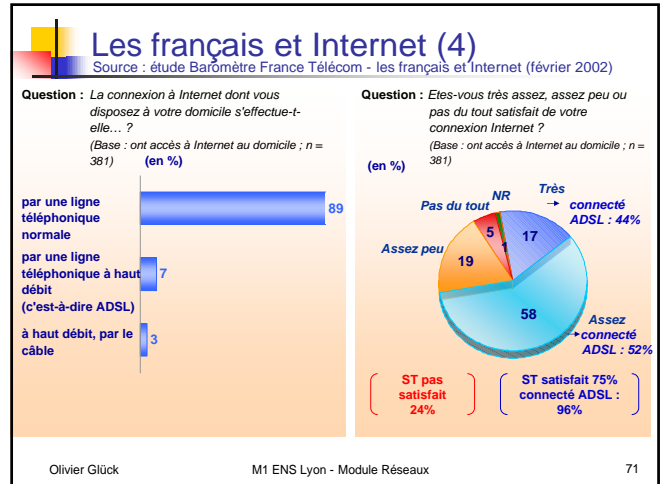 Les français et Internet (4)
Source : étude Baromètre France Télécom - les français et Internet (février 2002)
Question : La connexion à Internet dont vous
disposez à votre domicile s'effectue-t-
elle… ?
(Base : ont accès à Internet au domicile ; n =
381)
(en %)
par une ligne
téléphonique
normale
89
par une ligne
téléphonique à haut
débit
(c'est-à-dire ADSL)
7
à haut débit, par le
câble
3
Question : Etes-vous très assez, assez peu ou
pas du tout satisfait de votre
connexion Internet ?
(Base : ont accès à Internet au domicile ; n =
381)
(en %)
Pas du tout
NR
Très
connecté
ADSL : 44%
Assez peu
5
1
17
19
58
Assez
connecté
ADSL : 52%
ST pas
satisfait
24%
ST satisfait 75%
connecté ADSL :
96%
Olivier Glück
M1 ENS Lyon - Module Réseaux
71